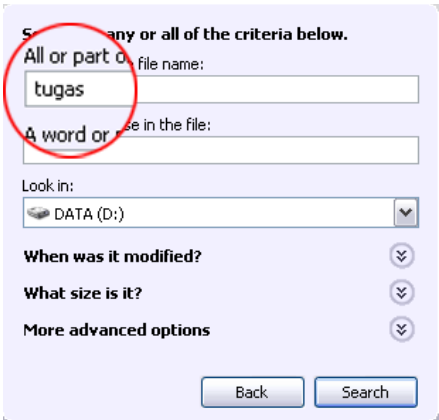 Se any or all of the criteria below.
All or part o file name:
tugas
A word or se in the file:
Look in:
DATA (D:)
When was it modified?
What size is it?
More advanced options
Back Search